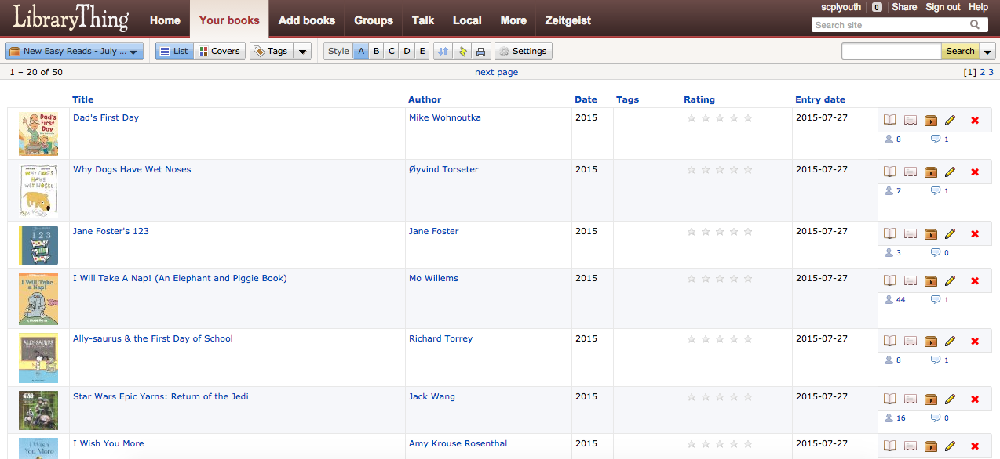 LibraryThing
Home Your books Add books Groups Talk Local More Zeitgeist
scplyouth 0 Share Sign out Help
Search site
New Easy Reads - July ... List Covers Tags Style A B C D E Settings Search
1 – 20 of 50 next page [1] 2 3
Title Author Date Tags Rating Entry date
Dad's First Day
Dad's First Day Mike Wohnoutka 2015 2015-07-27
8 1
WHY DOGS HAVE WET NOSES
Why Dogs Have Wet Noses Øyvind Torseter 2015 2015-07-27
7 1
1 2 3
Jane Foster's 123 Jane Foster 2015 2015-07-27
3 0
I Will Take a Nap!
I Will Take A Nap! (An Elephant and Piggie Book) Mo Willems 2015 2015-07-27
44 1
ALLY-SAURUS
Ally-saurus & the First Day of School Richard Torrey 2015 2015-07-27
8 1
STAR WARS
Star Wars Epic Yarns: Return of the Jedi Jack Wang 2015 2015-07-27
16 0
I Wish You More
I Wish You More Amy Krouse Rosenthal 2015 2015-07-27